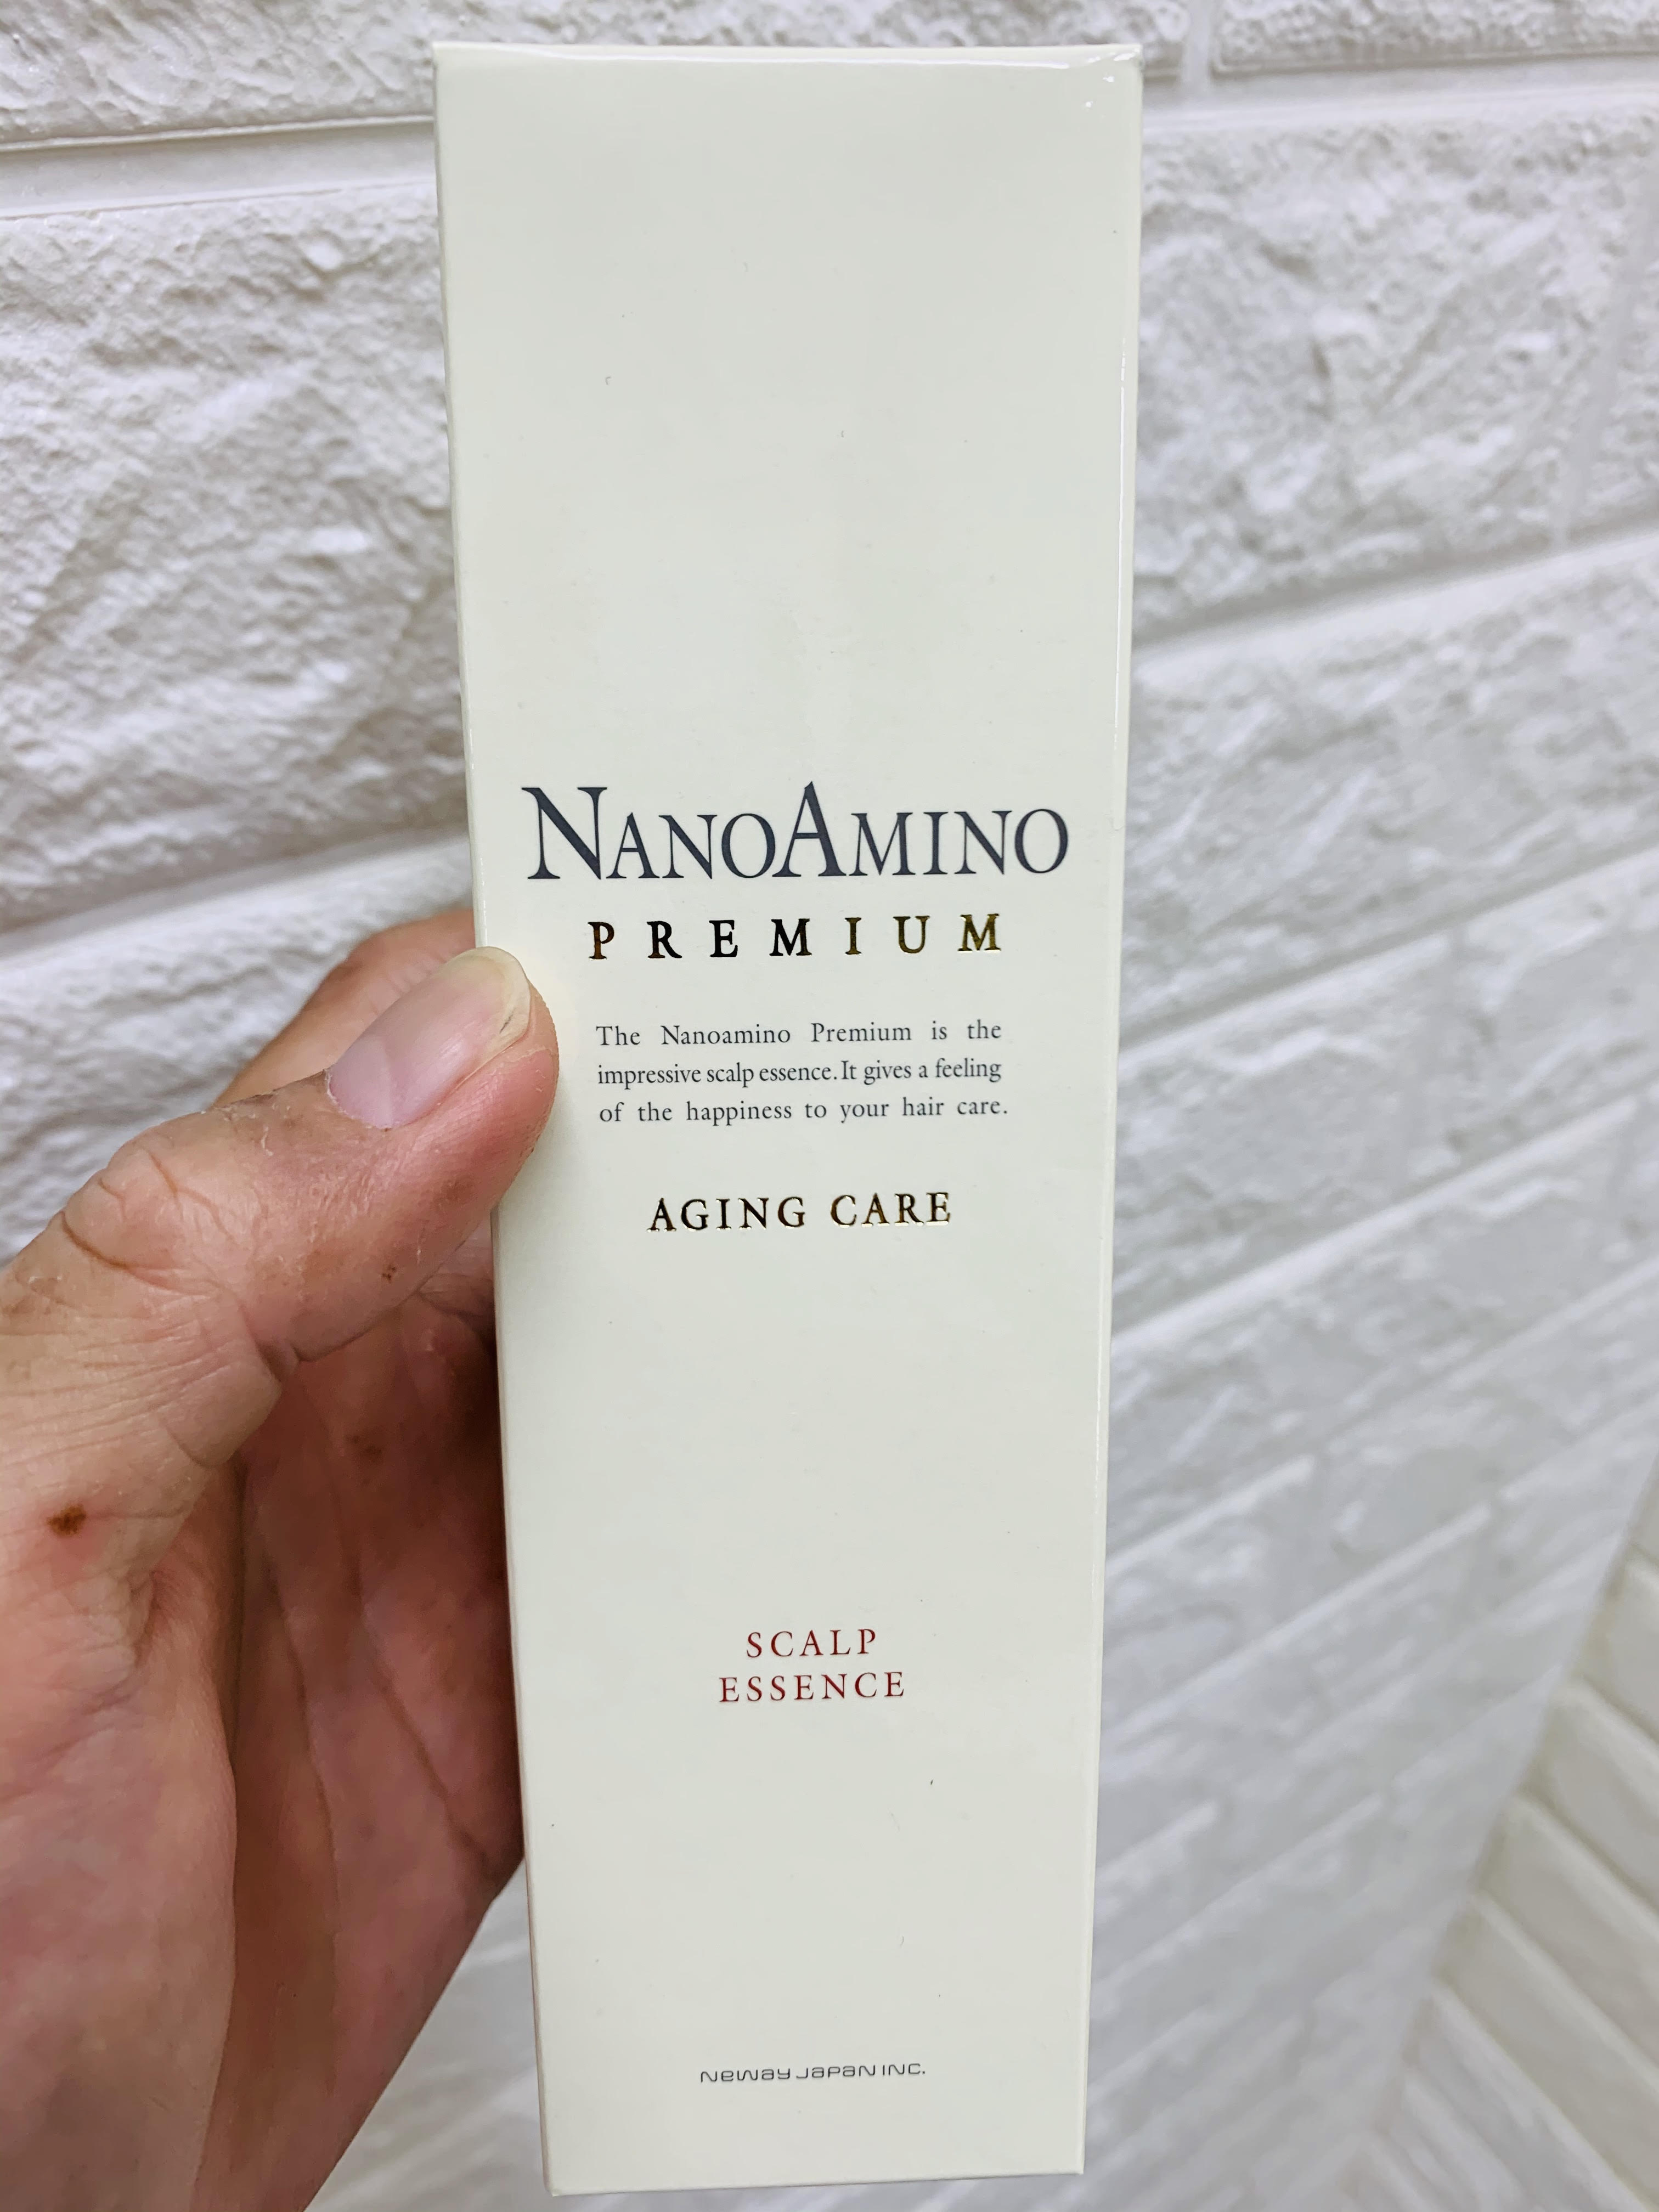 NANOAMINO
PREMIUM
The Nanoamino Premium is the
impressive scalp essence. It gives a feeling
of the happiness to your hair care.
AGING CARE
SCALP
ESSENCE
NEWAY JAPAN INC.